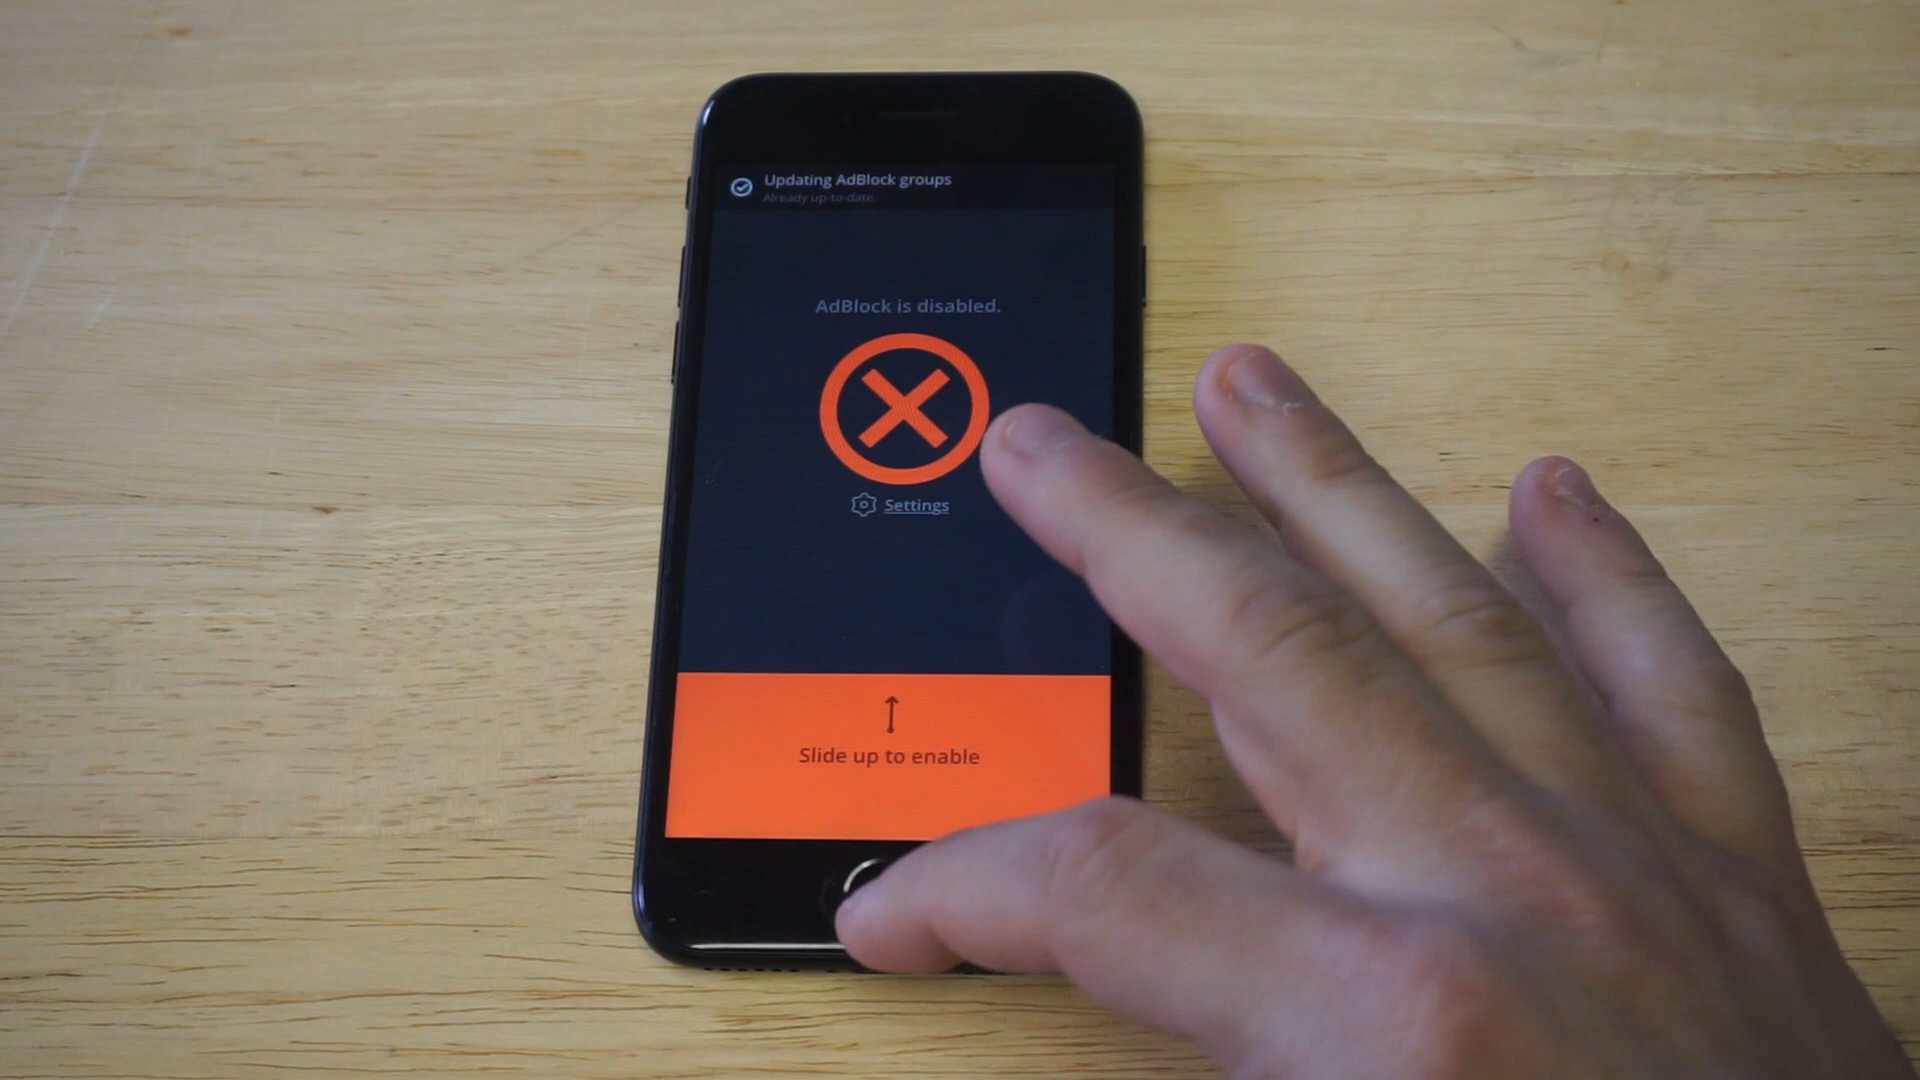 Updating AdBlock groups
Already up-to-date
AdBlock is disabled.
Settings
Slide up to enable